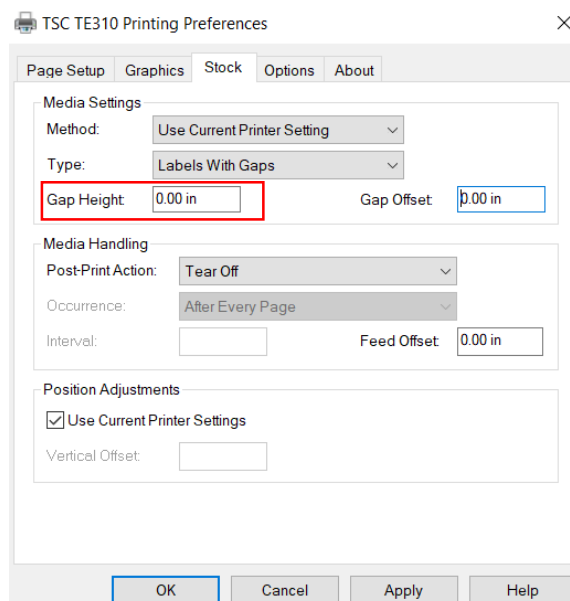 TSC TE310 Printing Preferences
Page Setup Graphics Stock Options About
Media Settings
Method: Use Current Printer Setting
Type: Labels With Gaps
Gap Height: 0.00 in Gap Offset: 0.00 in
Media Handling
Post-Print Action: Tear Off
Occurrence: After Every Page
Interval: Feed Offset: 0.00 in
Position Adjustments
Use Current Printer Settings
Vertical Offset:
OK Cancel Apply Help